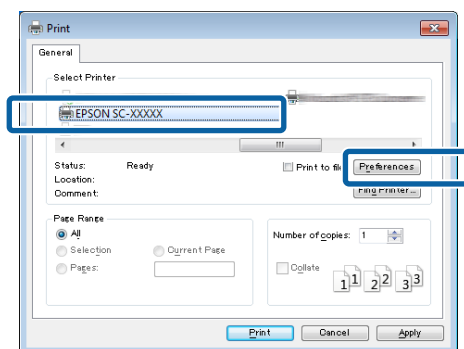 Print
General
Select Printer
EPSON SC-XXXXX
Status: Ready
Print to file
Preferences
Location:
Comment:
Find Printer...
Page Range
All
Selection
Current Page
Pages:
Number of copies: 1
Collate
1 1 2 2 3 3
Print Cancel Apply